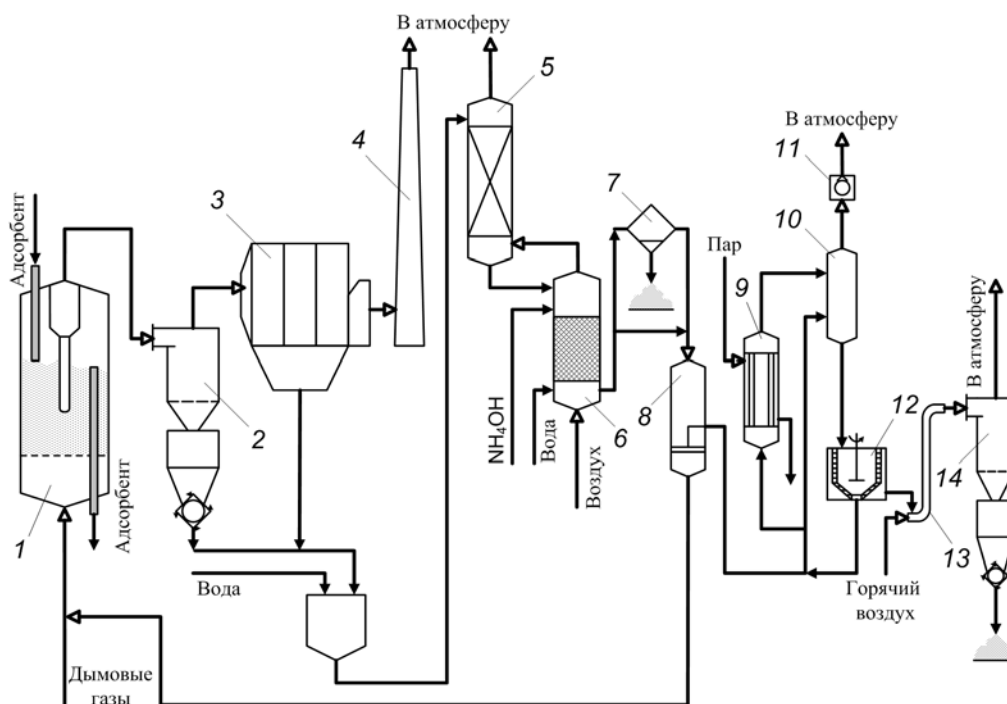 В атмосферу
5
В атмосферу
4
11
3
7
10
Адсорбент
Пар
9
В атмосферу
12
8
14
2
6
NH4OH
Вода
Воздух
1
Адсорбент
13
Вода
Горячий
воздух
Дымовые
газы